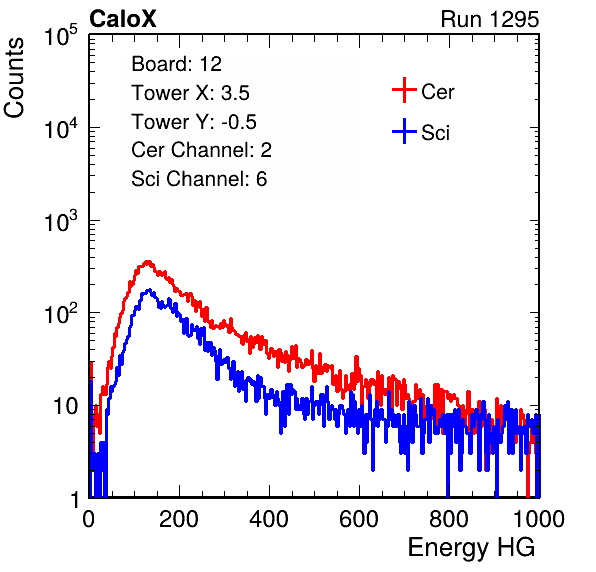 CaloX Run 1295
Counts
10^5
10^4
10^3
10^2
10
1
Board: 12
Tower X: 3.5
Tower Y: -0.5
Cer Channel: 2
Sci Channel: 6
Cer
Sci
0 200 400 600 800 1000
Energy HG